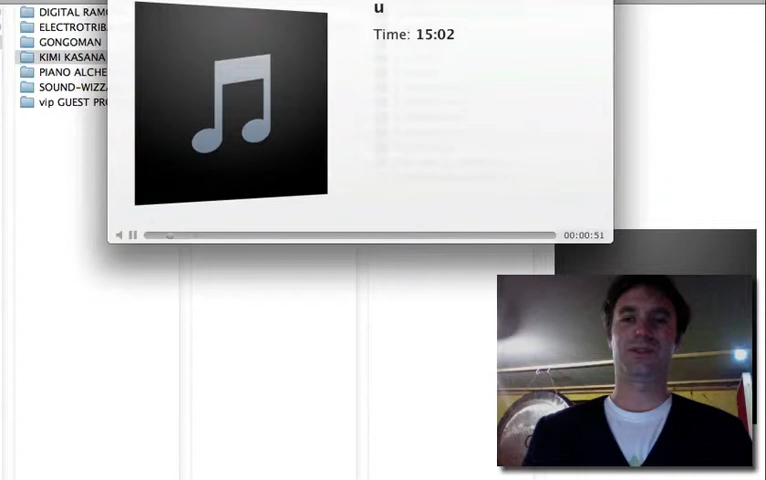 DIGITAL RAM
ELECTROTRIB
GONGOMAN
KIMI KASANA
PIANO ALCHE
SOUND-WIZZ
vip GUEST PR
u
Time: 15:02
00:00:51